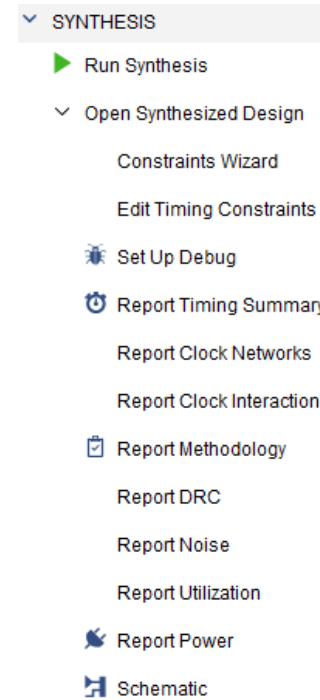 SYNTHESIS
Run Synthesis
Open Synthesized Design
Constraints Wizard
Edit Timing Constraints
Set Up Debug
Report Timing Summary
Report Clock Networks
Report Clock Interaction
Report Methodology
Report DRC
Report Noise
Report Utilization
Report Power
Schematic